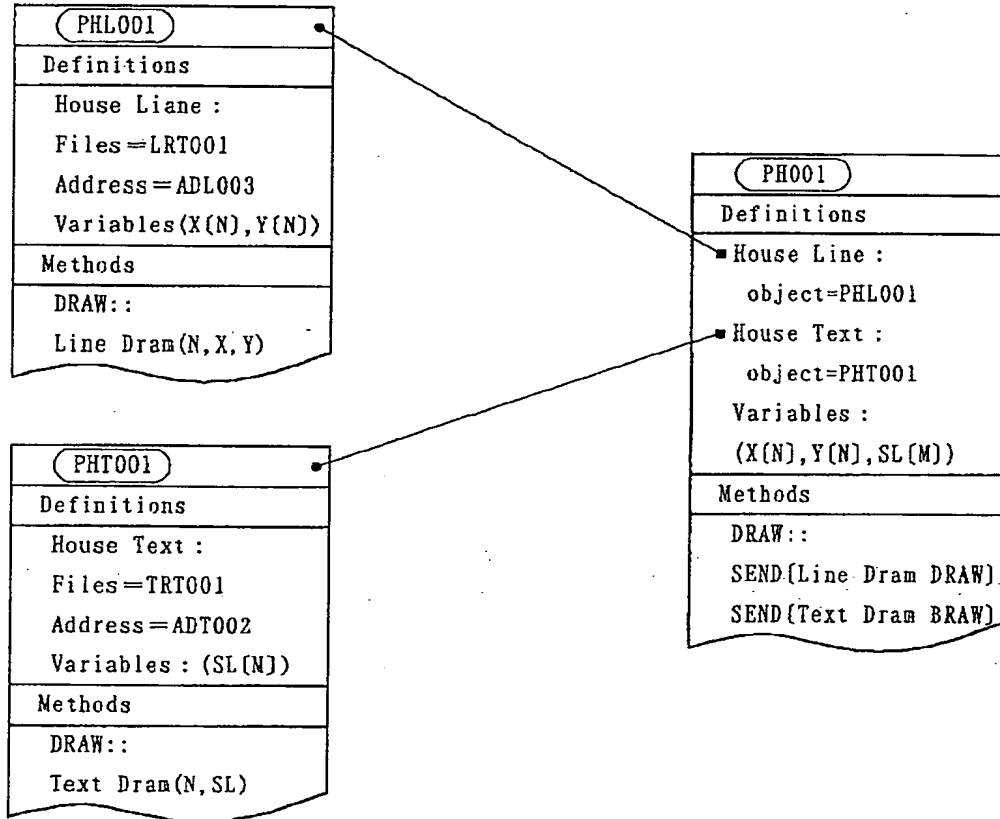 PHL001
Definitions
House Liane :
Files=LRT001
Address=ADL003
Variables(X(N),Y(N))
Methods
DRAW::
Line Dram(N,X,Y)
PHT001
Definitions
House Text :
Files=TRT001
Address=ADT002
Variables : (SL(N))
Methods
DRAW::
Text Dram(N,SL)
PH001
Definitions
House Line :
object=PHL001
House Text :
object=PHT001
Variables :
(X(N),Y(N),SL(M))
Methods
DRAW::
SEND(Line Dram DRAW)
SEND(Text Dram BRAW)